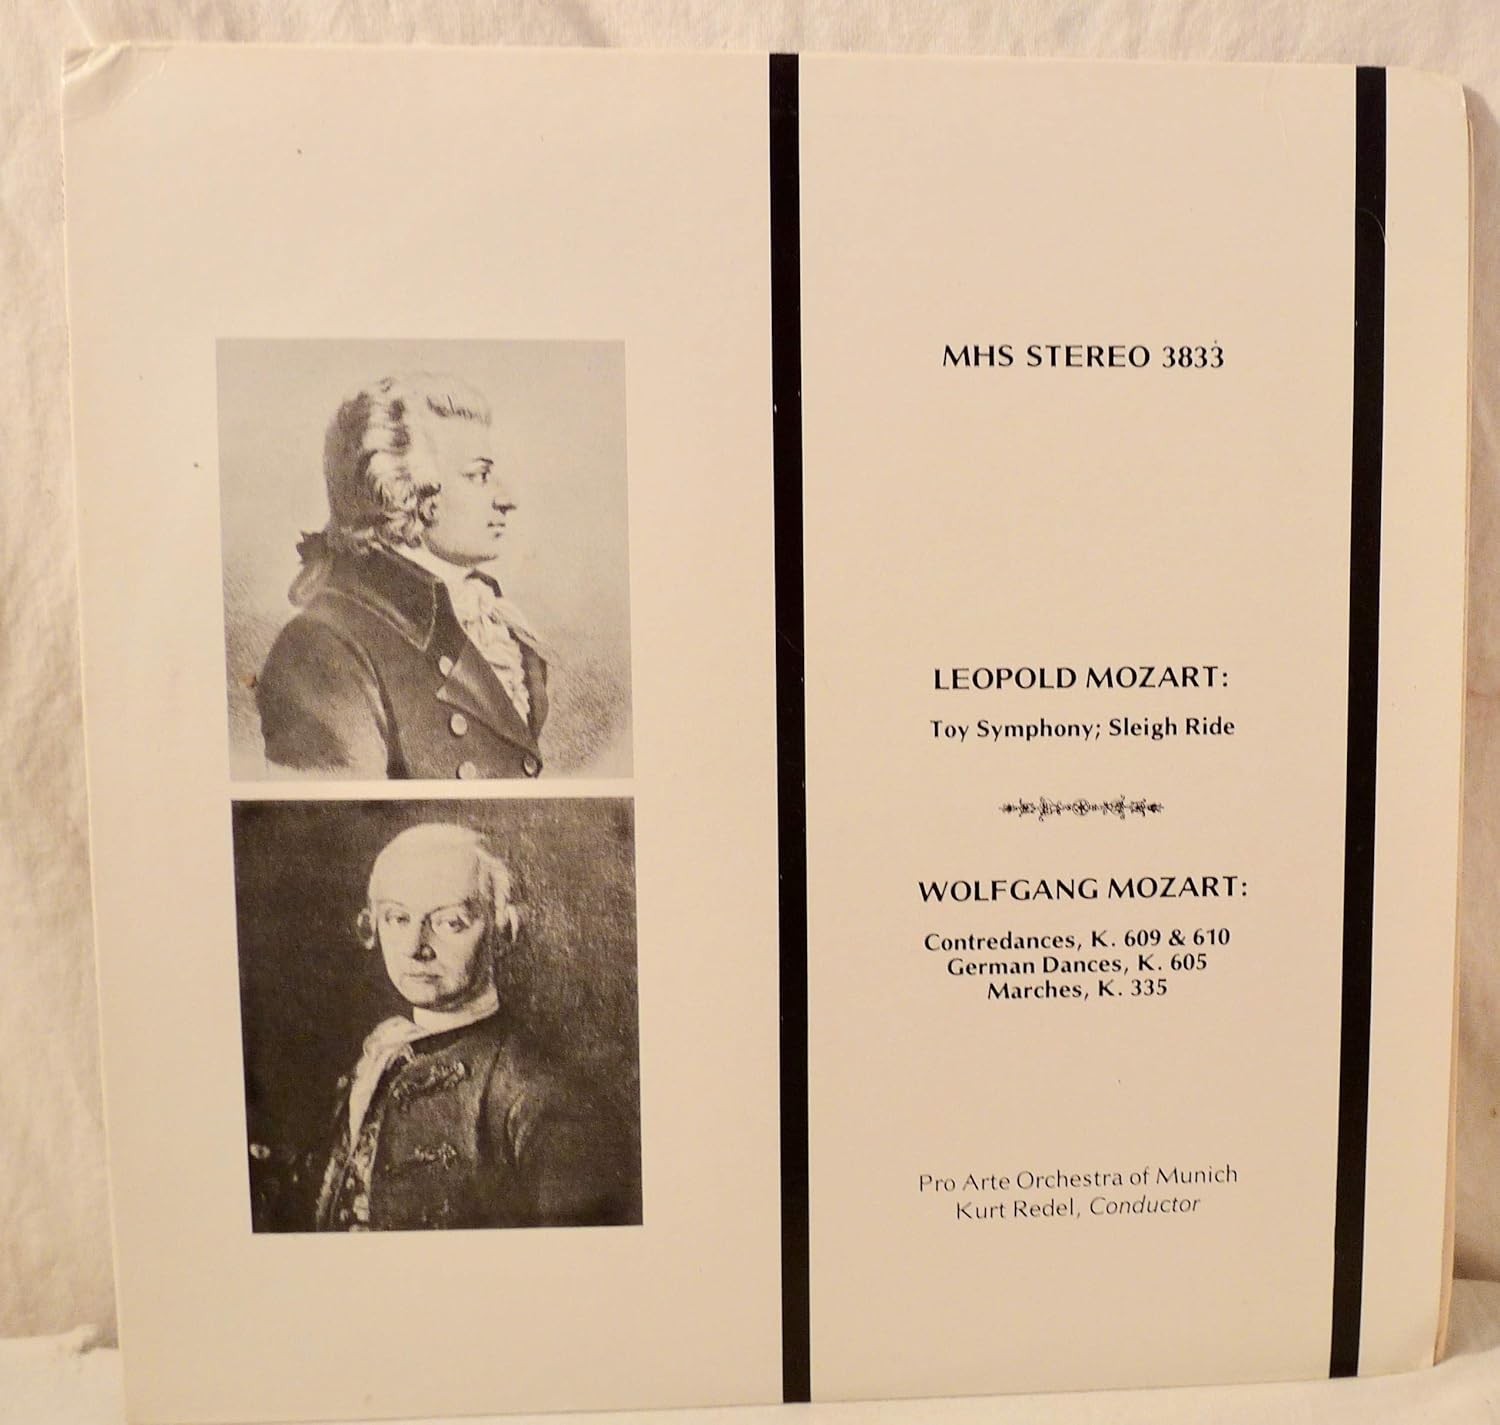 MHS STEREO 3833
LEOPOLD MOZART:
Toy Symphony; Sleigh Ride
WOLFGANG MOZART:
Contredances, K. 609 & 610
German Dances, K. 605
Marches, K. 335
Pro Arte Orchestra of Munich
Kurt Redel, Conductor